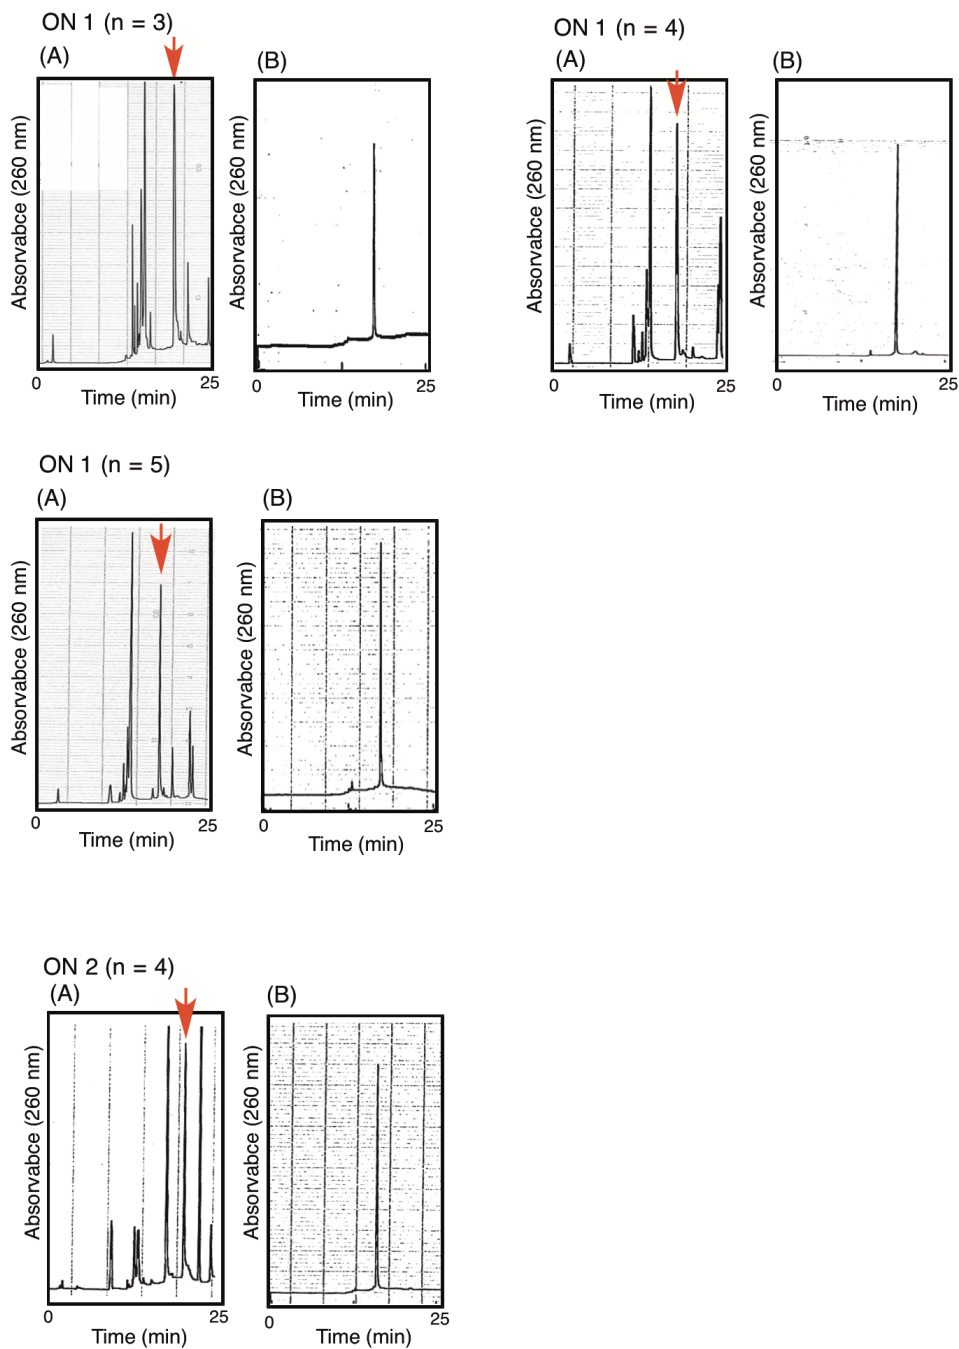 ON 1 (n = 3)
(A)
(B)
Absorvabce (260 nm)
0
25
Time (min)
Absorvabce (260 nm)
0
25
Time (min)
ON 1 (n = 4)
(A)
(B)
Absorvabce (260 nm)
0
25
Time (min)
Absorvabce (260 nm)
0
25
Time (min)
ON 1 (n = 5)
(A)
(B)
Absorvabce (260 nm)
0
25
Time (min)
Absorvabce (260 nm)
0
25
Time (min)
ON 2 (n = 4)
(A)
(B)
Absorvabce (260 nm)
0
25
Time (min)
Absorvabce (260 nm)
0
25
Time (min)